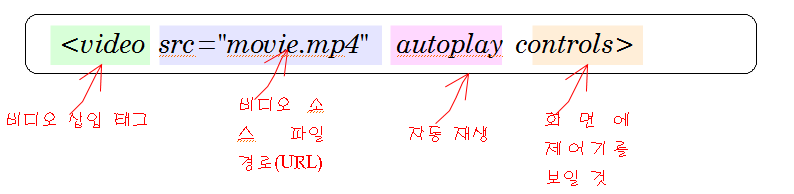 <video src="movie.mp4" autoplay controls>
비디오 삽입 태그
비디오 소
스 파일
경로(URL)
자동 재생
화면에
제어기를
보일 것